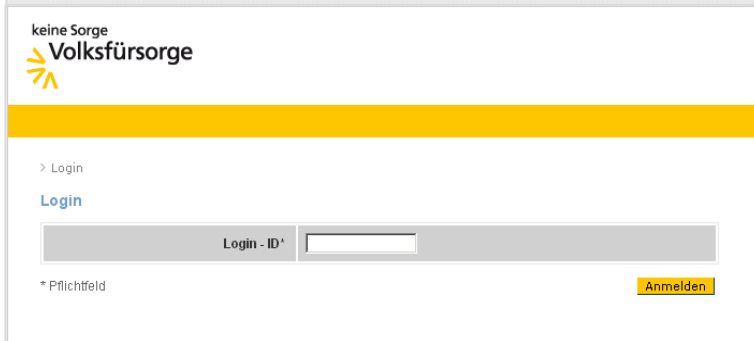 keine Sorge
Volksfürsorge
> Login
Login
Login - ID*
* Pflichtfeld
Anmelden